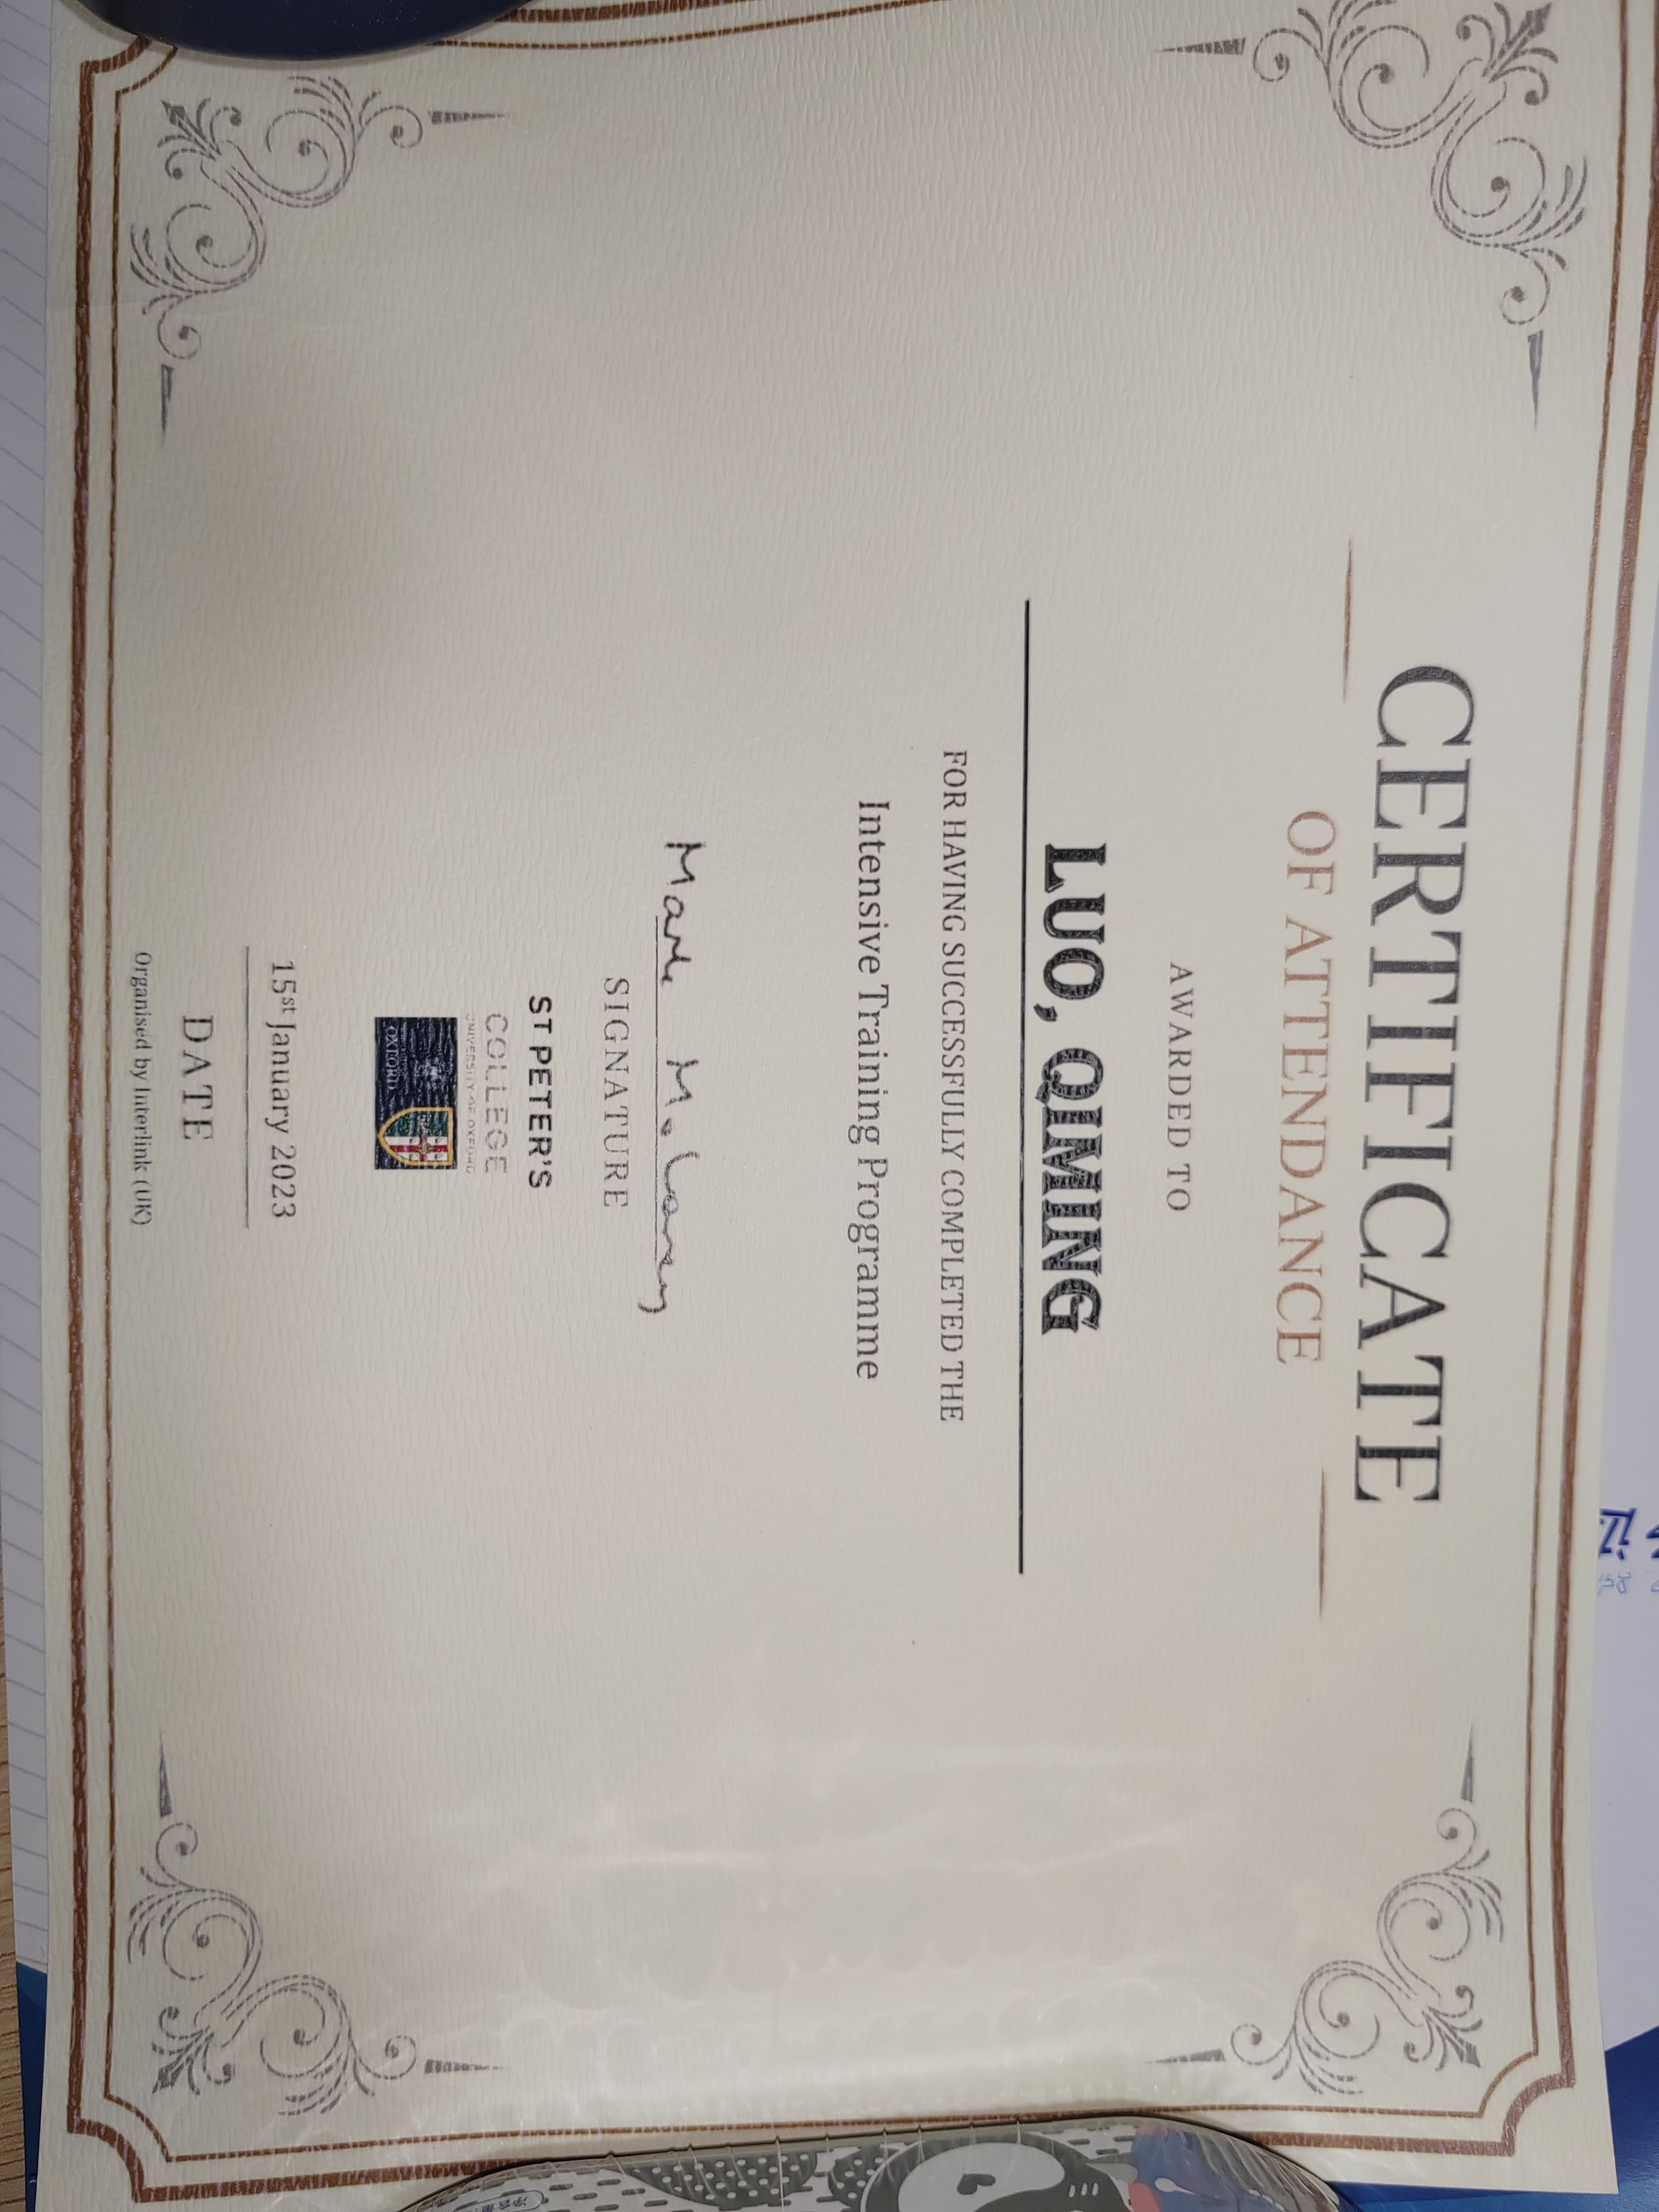 CERTIFICATE
OF ATTENDANCE
AWARDED TO
LUO, QIMING
FOR HAVING SUCCESSFULLY COMPLETED THE
Intensive Training Programme
Mark
SIGNATURE
ST PETER'S
COLLEGE
UNIVERSITY OF OXFORD
OXFORD
15st January 2023
DATE
Organised by Interlink (UK)